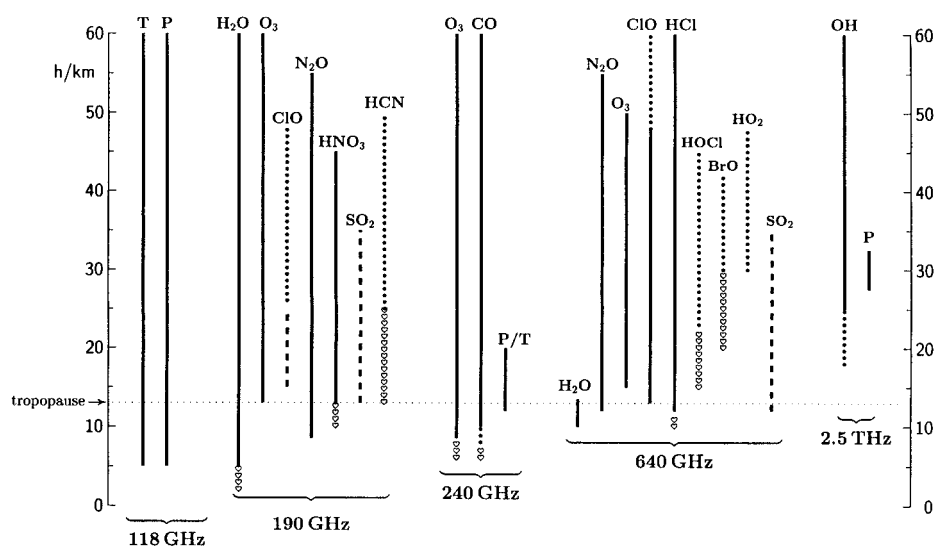 T P H₂O O₃ O₃ CO ClO HCl OH
60 60
h/km N₂O N₂O
50 HCN O₃ 50
ClO HO₂
HNO₃ HOCl
BrO
40 40
SO₂ SO₂
P
30 30
20 P/T 20
H₂O
tropopause→
10 10
2.5 THz
640 GHz
240 GHz
0 190 GHz 0
118 GHz